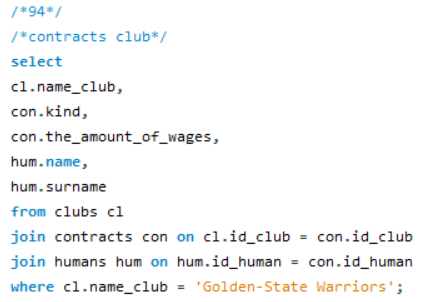 /*94*/
/*contracts club*/
select
cl.name_club,
con.kind,
con.the_amount_of_wages,
hum.name,
hum.surname
from clubs cl
join contracts con on cl.id_club = con.id_club
join humans hum on hum.id_human = con.id_human
where cl.name_club = 'Golden-State Warriors';